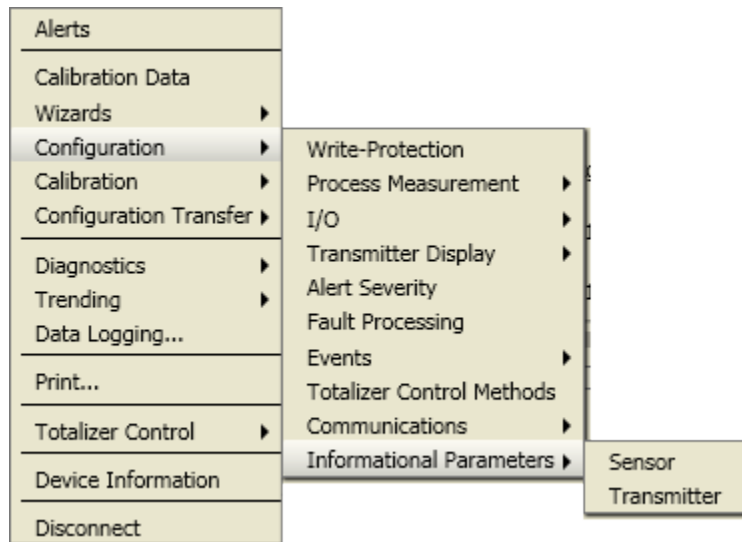 Alerts
Calibration Data
Wizards
Configuration
Calibration
Configuration Transfer
Diagnostics
Trending
Data Logging...
Print...
Totalizer Control
Device Information
Disconnect
Write-Protection
Process Measurement
I/O
Transmitter Display
Alert Severity
Fault Processing
Events
Totalizer Control Methods
Communications
Informational Parameters
Sensor
Transmitter